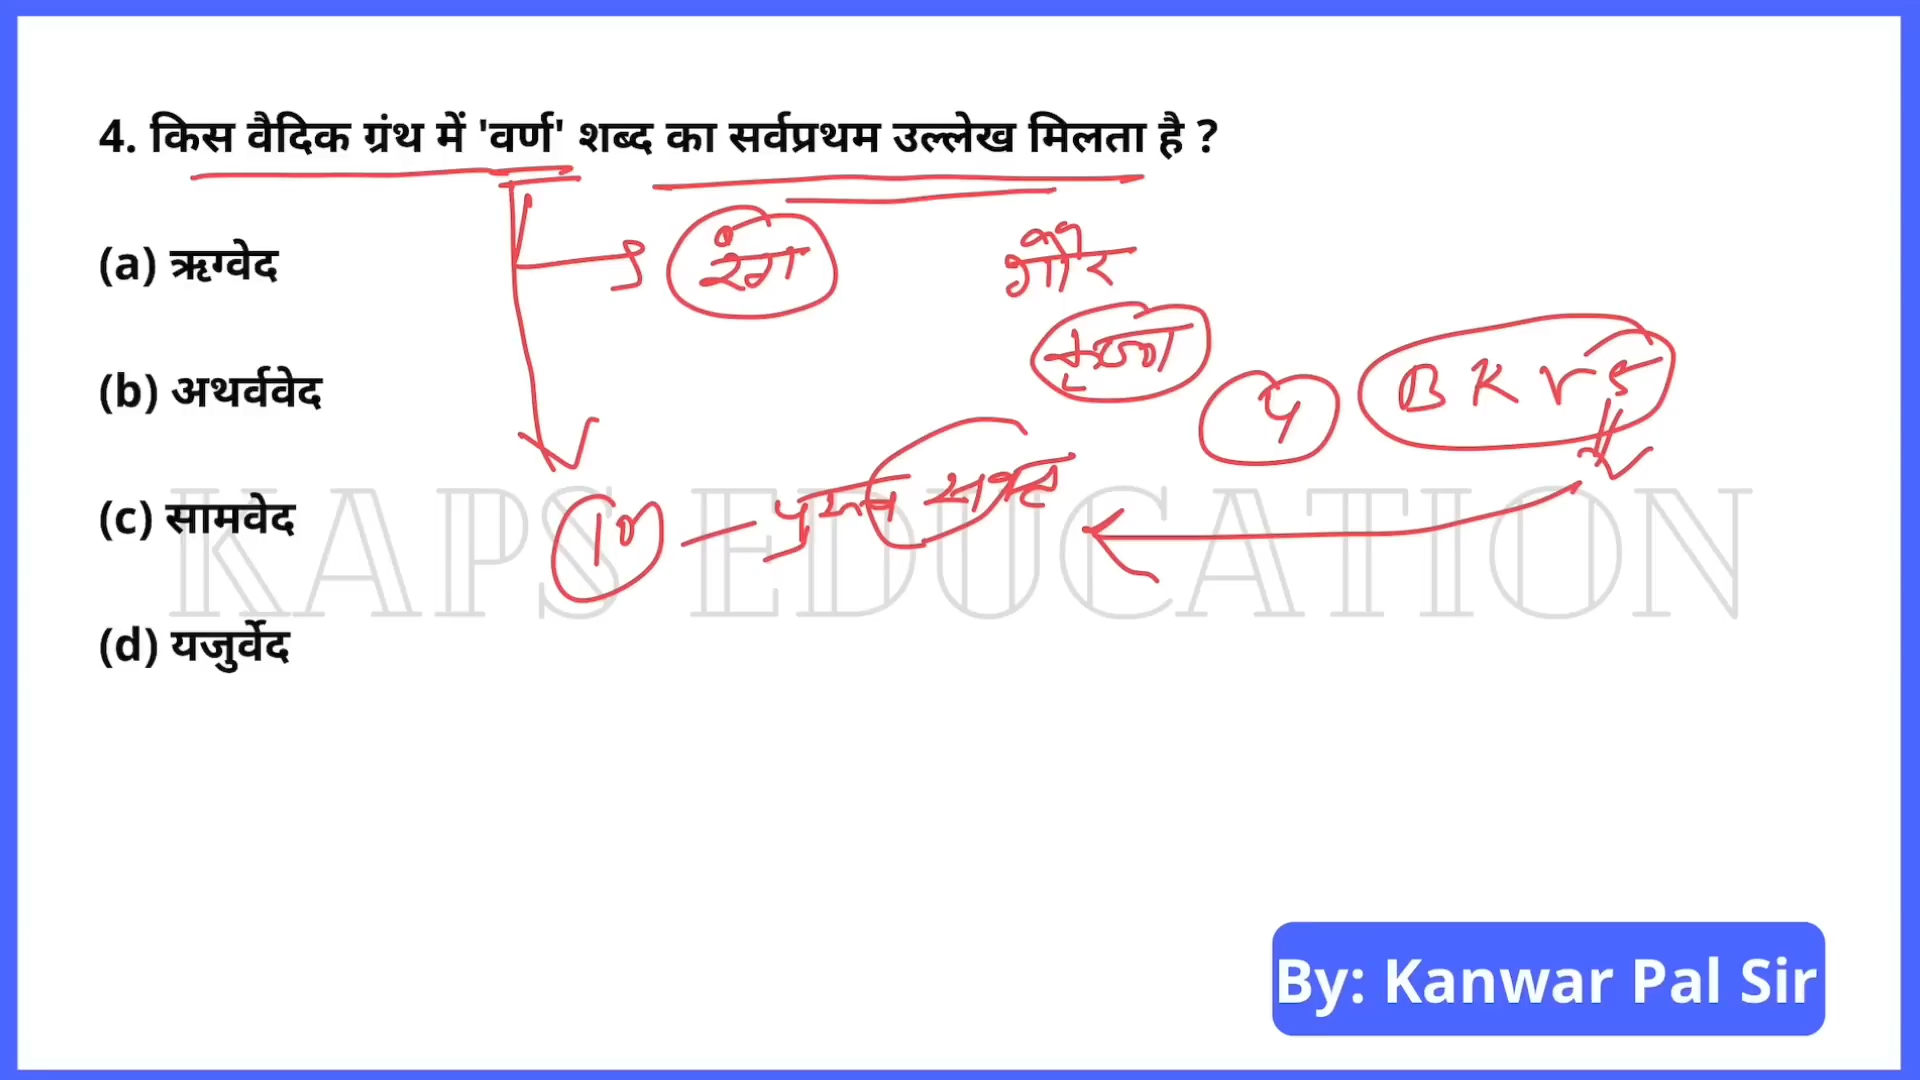 4. किस वैदिक ग्रंथ में 'वर्ण' शब्द का सर्वप्रथम उल्लेख मिलता है ?
(a) ऋग्वेद
रंग
गौर
(b) अथर्ववेद
B K V S
(c) सामवेद
10 –
KAPS EDUCATION
(d) यजुर्वेद
By: Kanwar Pal Sir